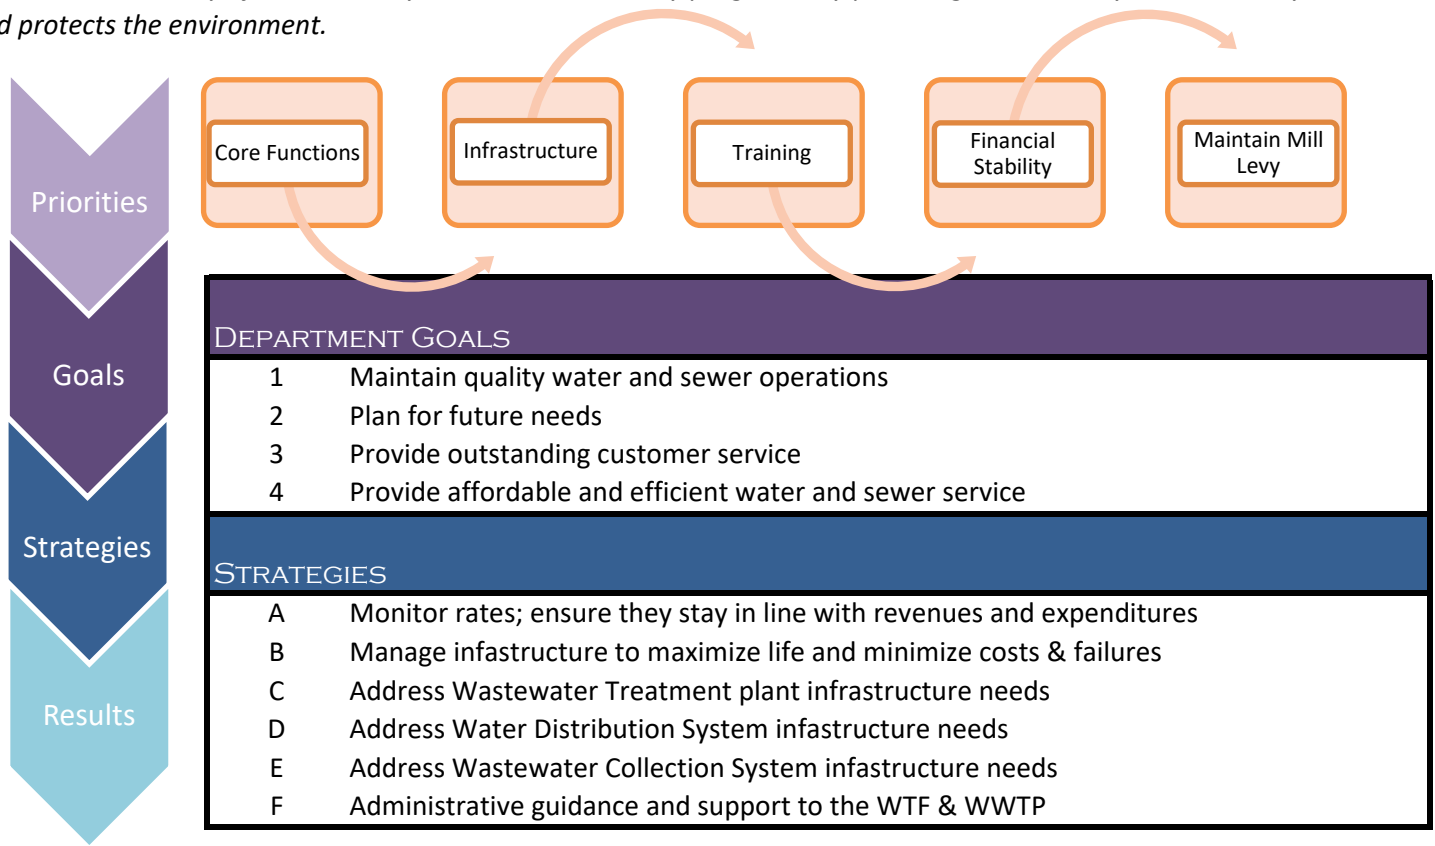 d protects the environment.
Core Functions
Infrastructure
Training
Financial
Stability
Maintain Mill
Levy
Priorities
Goals
Strategies
Results
DEPARTMENT GOALS
1 Maintain quality water and sewer operations
2 Plan for future needs
3 Provide outstanding customer service
4 Provide affordable and efficient water and sewer service
STRATEGIES
A Monitor rates; ensure they stay in line with revenues and expenditures
B Manage infastructure to maximize life and minimize costs & failures
C Address Wastewater Treatment plant infrastructure needs
D Address Water Distribution System infastructure needs
E Address Wastewater Collection System infastructure needs
F Administrative guidance and support to the WTF & WWTP